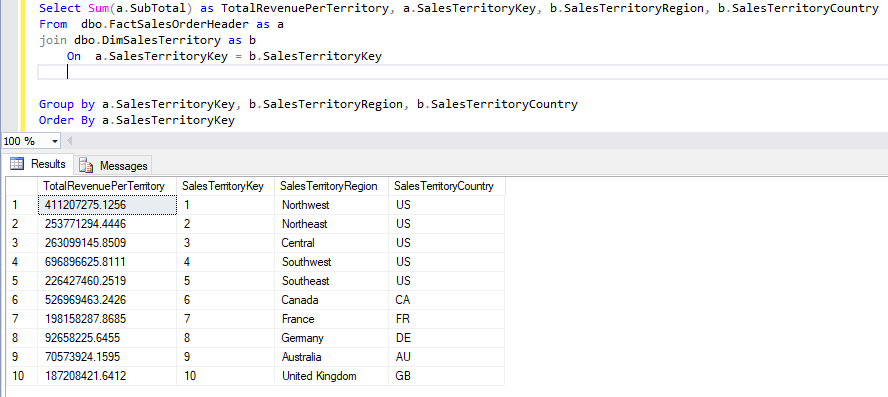 Select Sum(a.SubTotal) as TotalRevenuePerTerritory, a.SalesTerritoryKey, b.SalesTerritoryRegion, b.SalesTerritoryCountry
From dbo.FactSalesOrderHeader as a
join dbo.DimSalesTerritory as b
On a.SalesTerritoryKey = b.SalesTerritoryKey
Group by a.SalesTerritoryKey, b.SalesTerritoryRegion, b.SalesTerritoryCountry
Order By a.SalesTerritoryKey
100 %
Results Messages
TotalRevenuePerTerritory SalesTerritoryKey SalesTerritoryRegion SalesTerritoryCountry
1 411207275.1256 1 Northwest US
2 253771294.4446 2 Northeast US
3 263099145.8509 3 Central US
4 696896625.8111 4 Southwest US
5 226427460.2519 5 Southeast US
6 526969463.2426 6 Canada CA
7 198158287.8685 7 France FR
8 92658225.6455 8 Germany DE
9 70573924.1595 9 Australia AU
10 187208421.6412 10 United Kingdom GB